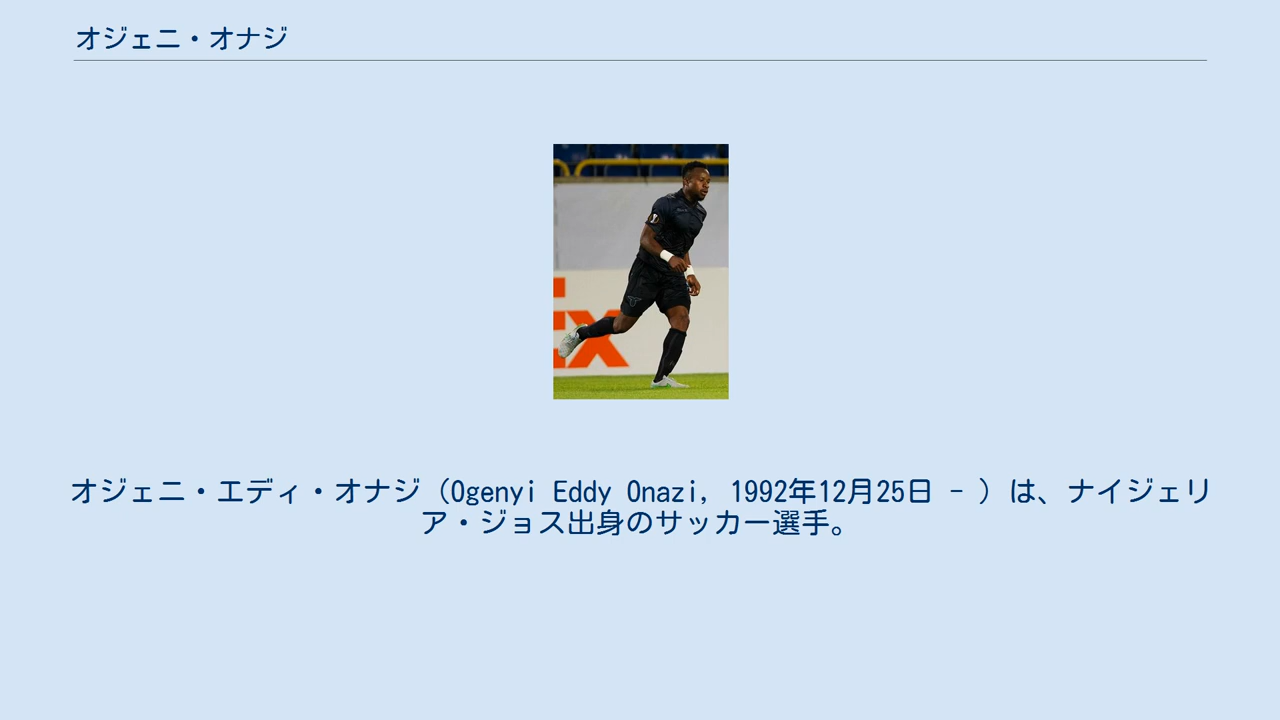 オジェニ・オナジ
EX
オジェニ・エディ・オナジ（Ogenyi Eddy Onazi, 1992年12月25日 - ）は、ナイジェリ
ア・ジョス出身のサッカー選手。